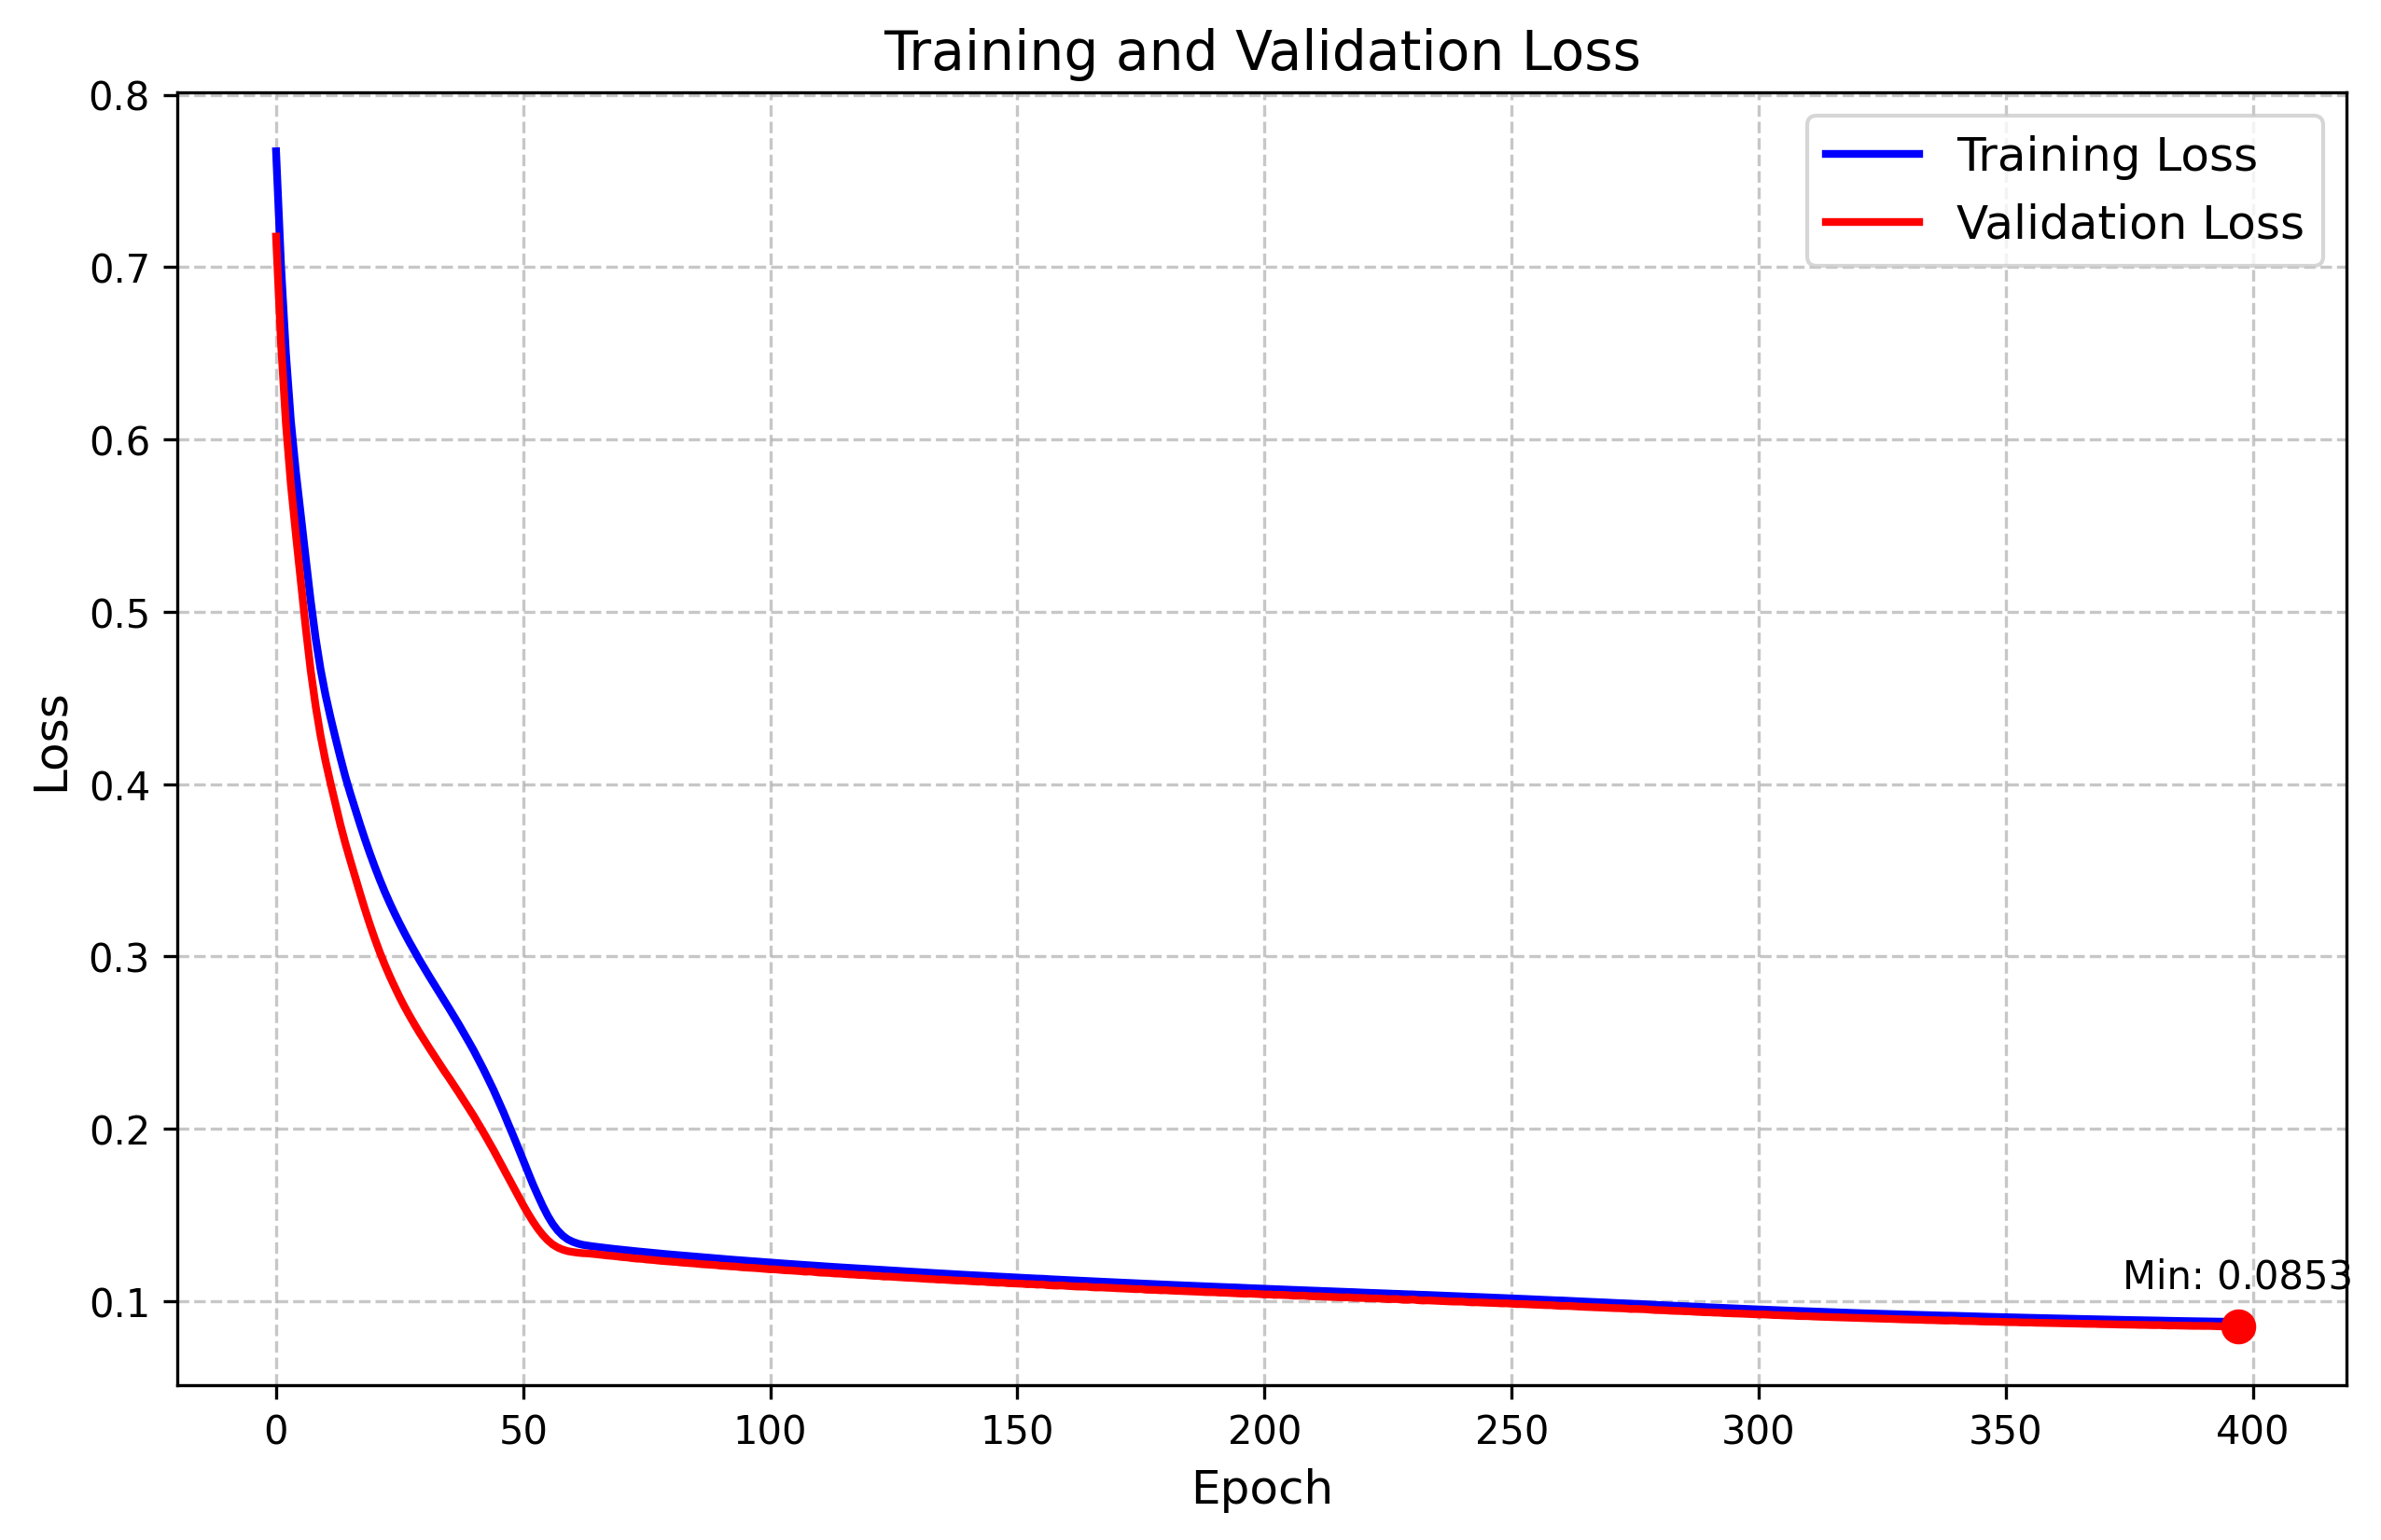 Training and Validation Loss
Training Loss
Validation Loss
0.8
0.7
0.6
0.5
0.4
0.3
0.2
0.1
Loss
Min: 0.0853
0 50 100 150 200 250 300 350 400
Epoch